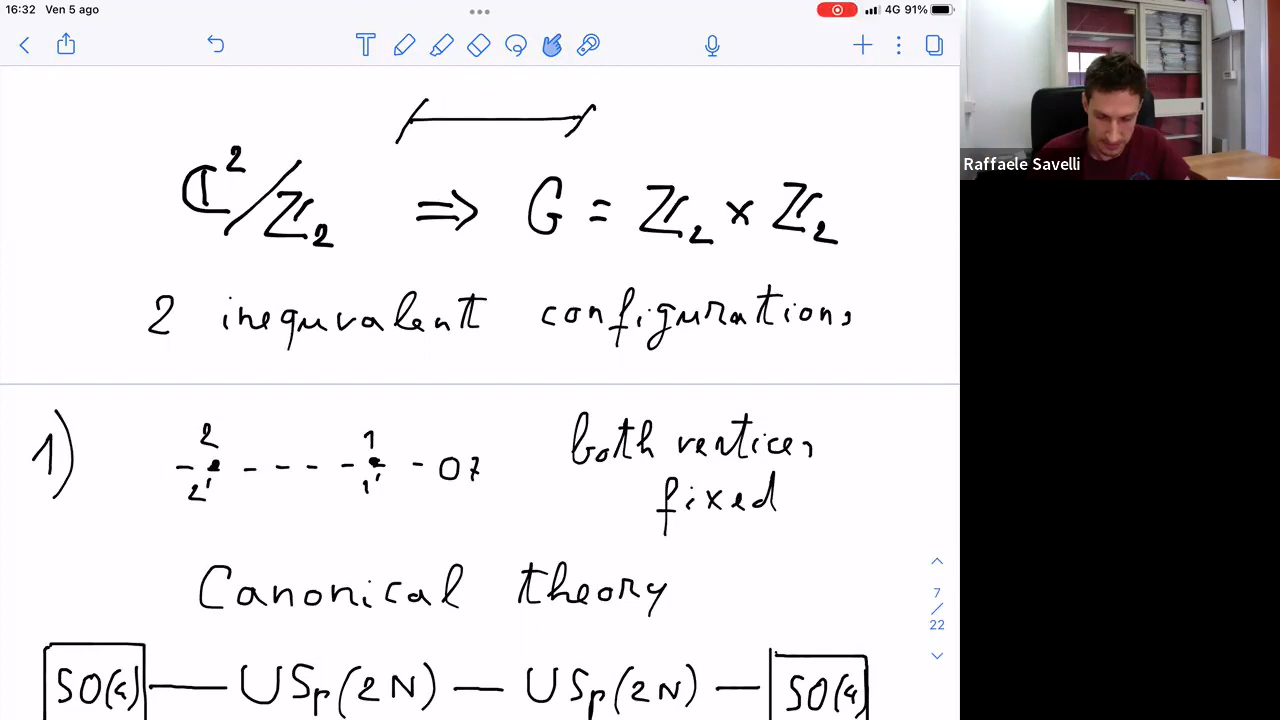 16:32 Ven 5 ago
4G 91%
Raffaele Savelli
ℂ²/ℤ₂ ⇒ G = ℤ₂ × ℤ₂
2 inequivalent configurations
1)
2 1
- - - - - - O7
2' 1'
both vertices
fixed
Canonical theory
7
/
22
SO(4) — USp(2N) — USp(2N) — SO(4)